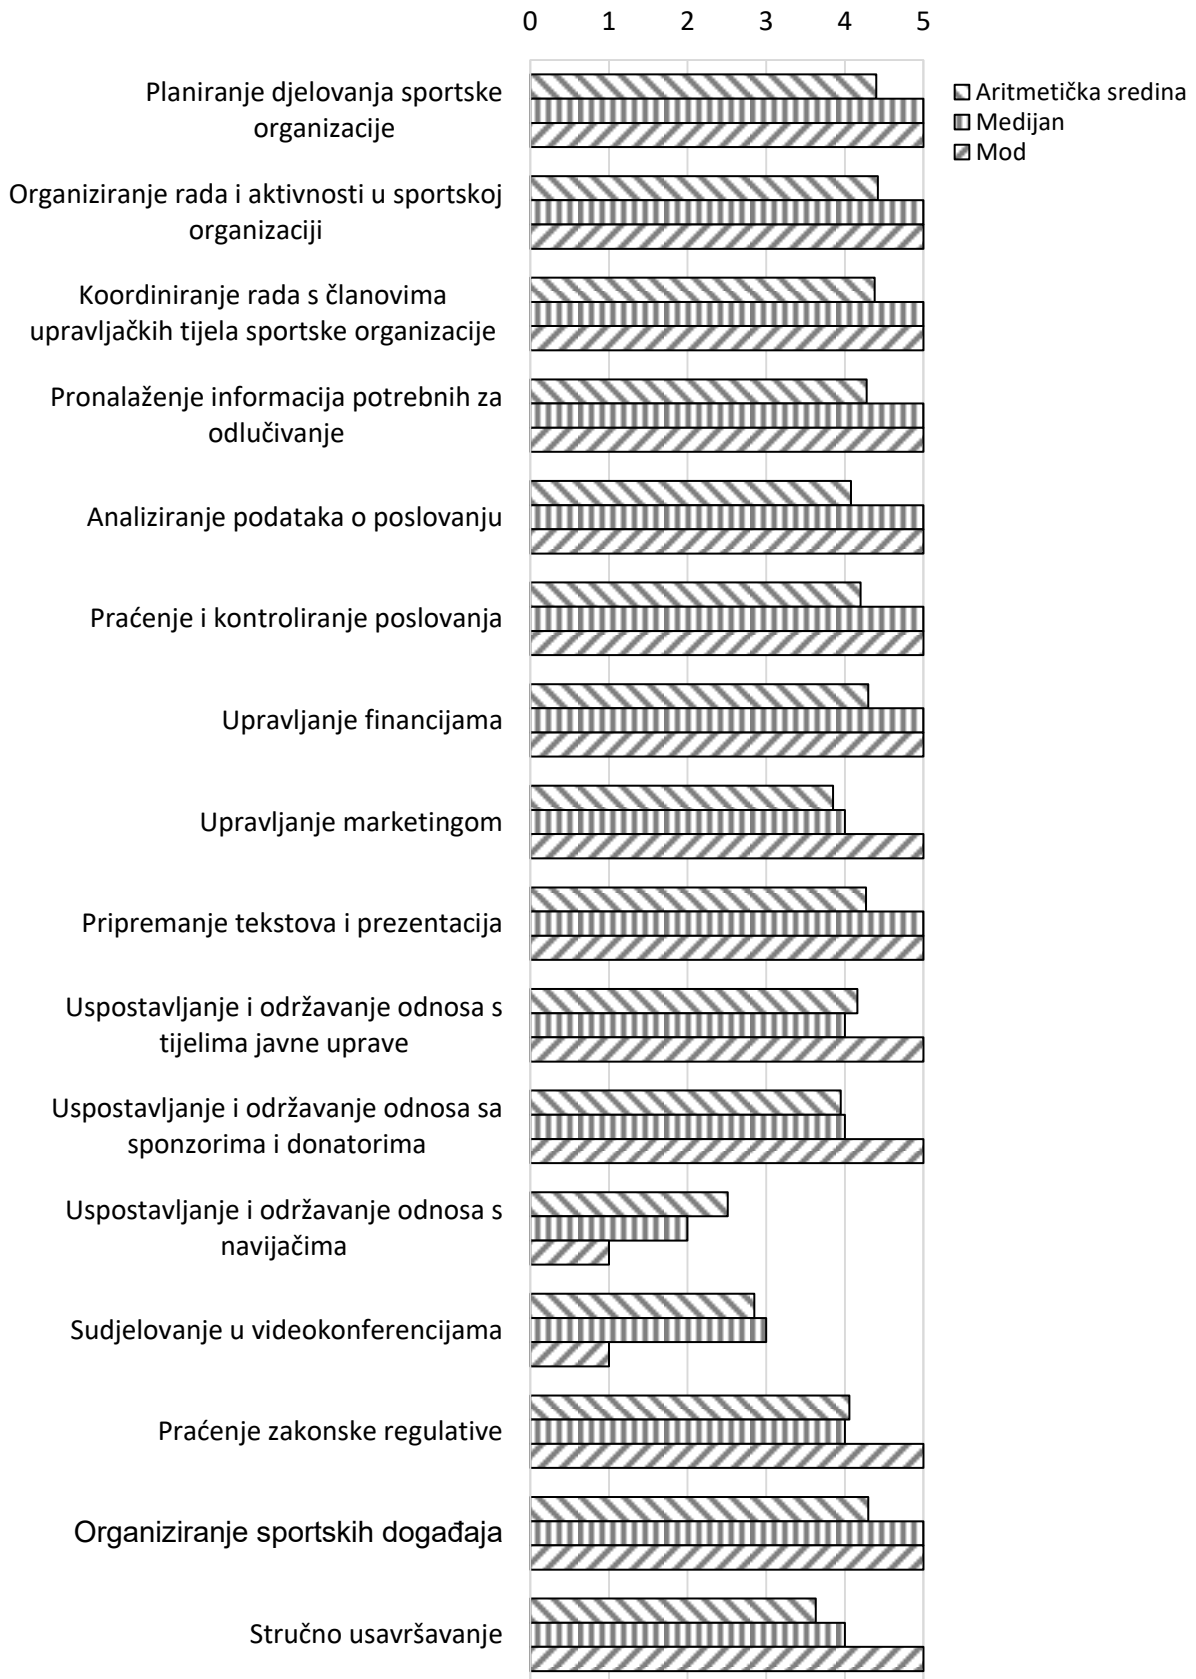 0 1 2 3 4 5
Planiranje djelovanja sportske
organizacije
Aritmetička sredina
Medijan
Mod
Organiziranje rada i aktivnosti u sportskoj
organizaciji
Koordiniranje rada s članovima
upravljačkih tijela sportske organizacije
Pronalaženje informacija potrebnih za
odlučivanje
Analiziranje podataka o poslovanju
Praćenje i kontroliranje poslovanja
Upravljanje financijama
Upravljanje marketingom
Pripremanje tekstova i prezentacija
Uspostavljanje i održavanje odnosa s
tijelima javne uprave
Uspostavljanje i održavanje odnosa sa
sponzorima i donatorima
Uspostavljanje i održavanje odnosa s
navijačima
Sudjelovanje u videokonferencijama
Praćenje zakonske regulative
Organiziranje sportskih događaja
Stručno usavršavanje